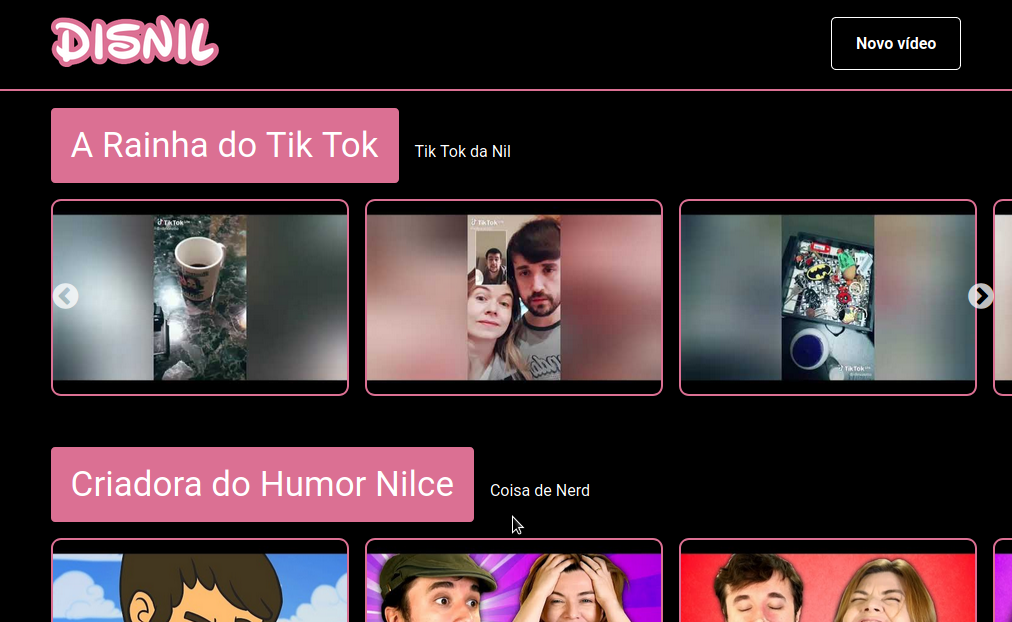 DISNIL
Novo vídeo
A Rainha do Tik Tok
Tik Tok da Nil
TikTok
TikTok
TikTok
Criadora do Humor Nilce
Coisa de Nerd